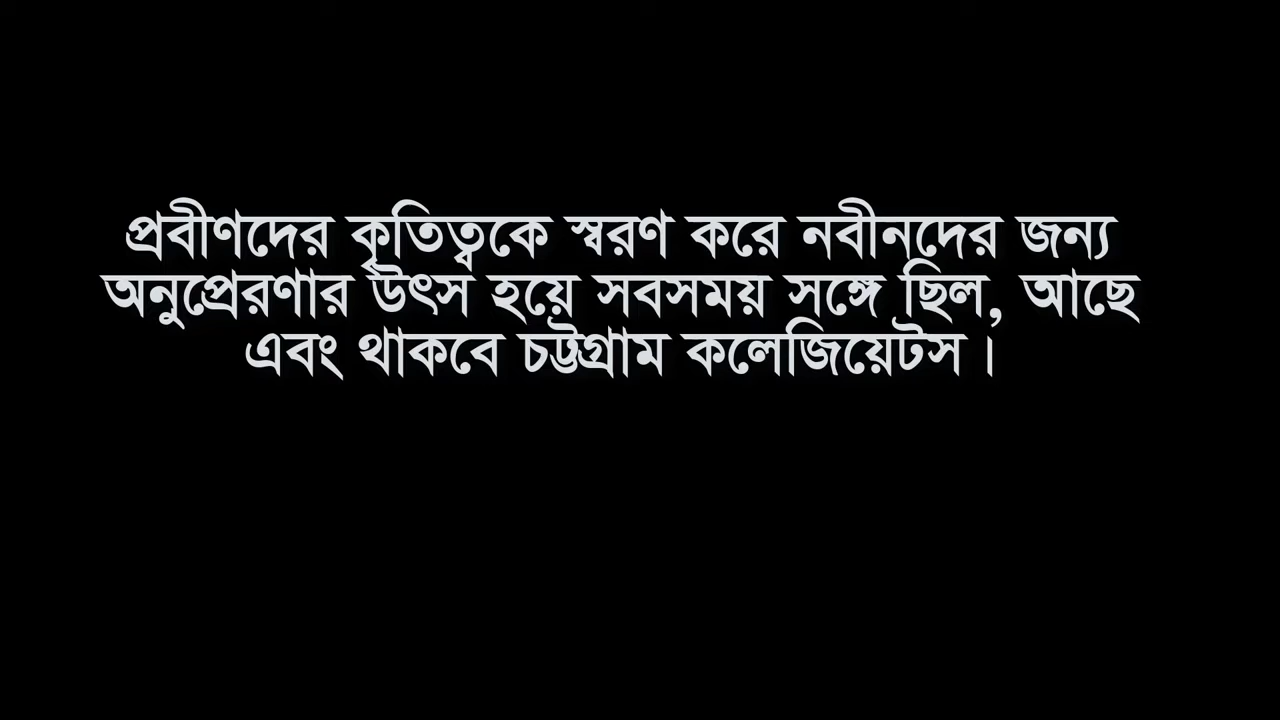 প্রবীণদের কৃতিত্বকে স্বরণ করে নবীনদের জন্য
অনুপ্রেরণার উৎস হয়ে সবসময় সঙ্গে ছিল, আছে
এবং থাকবে চট্টগ্রাম কলেজিয়েটস ।